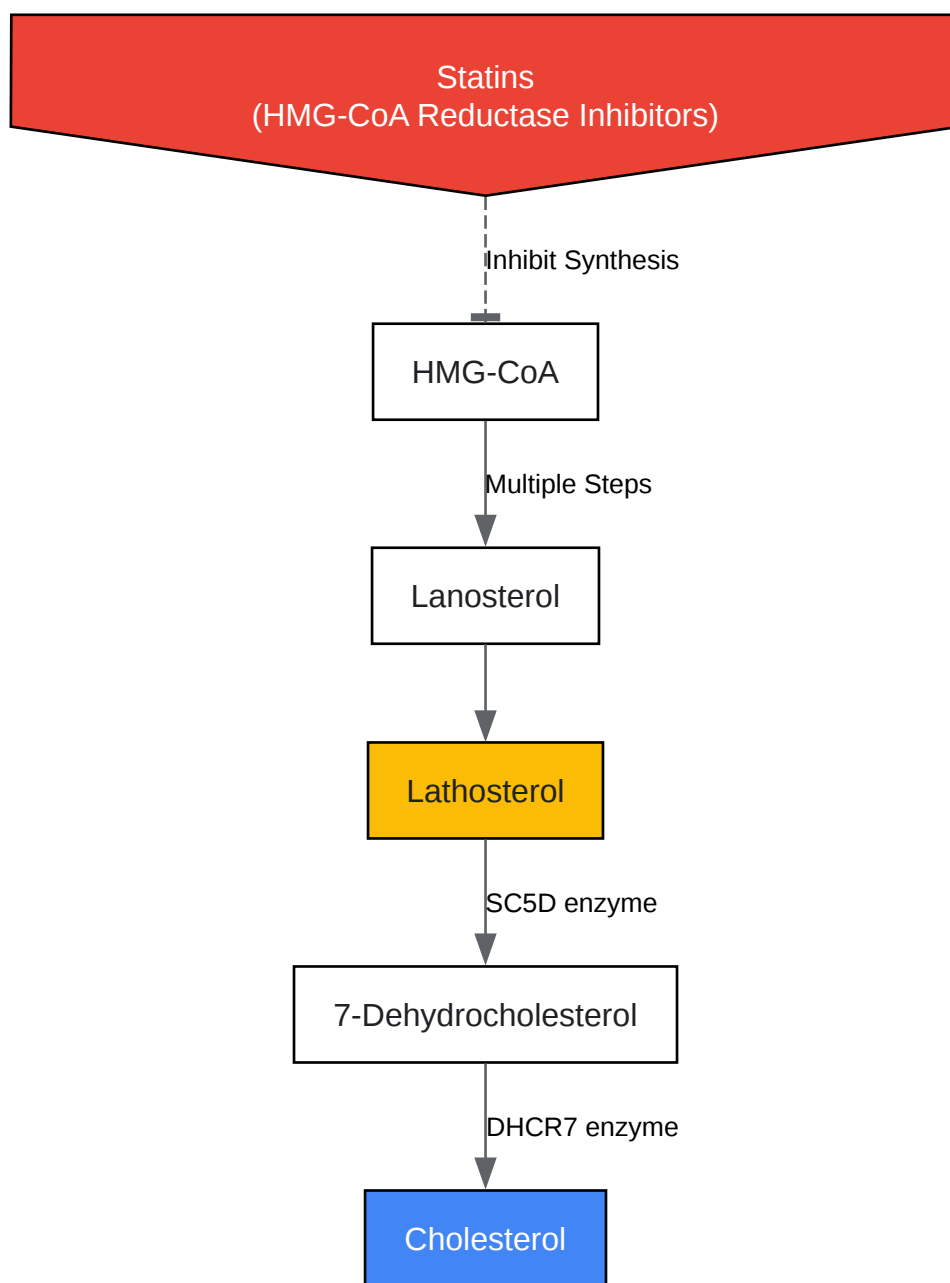 Statins
(HMG-CoA Reductase Inhibitors)
Inhibit Synthesis
HMG-CoA
Multiple Steps
Lanosterol
Lathosterol
SC5D enzyme
7-Dehydrocholesterol
DHCR7 enzyme
Cholesterol